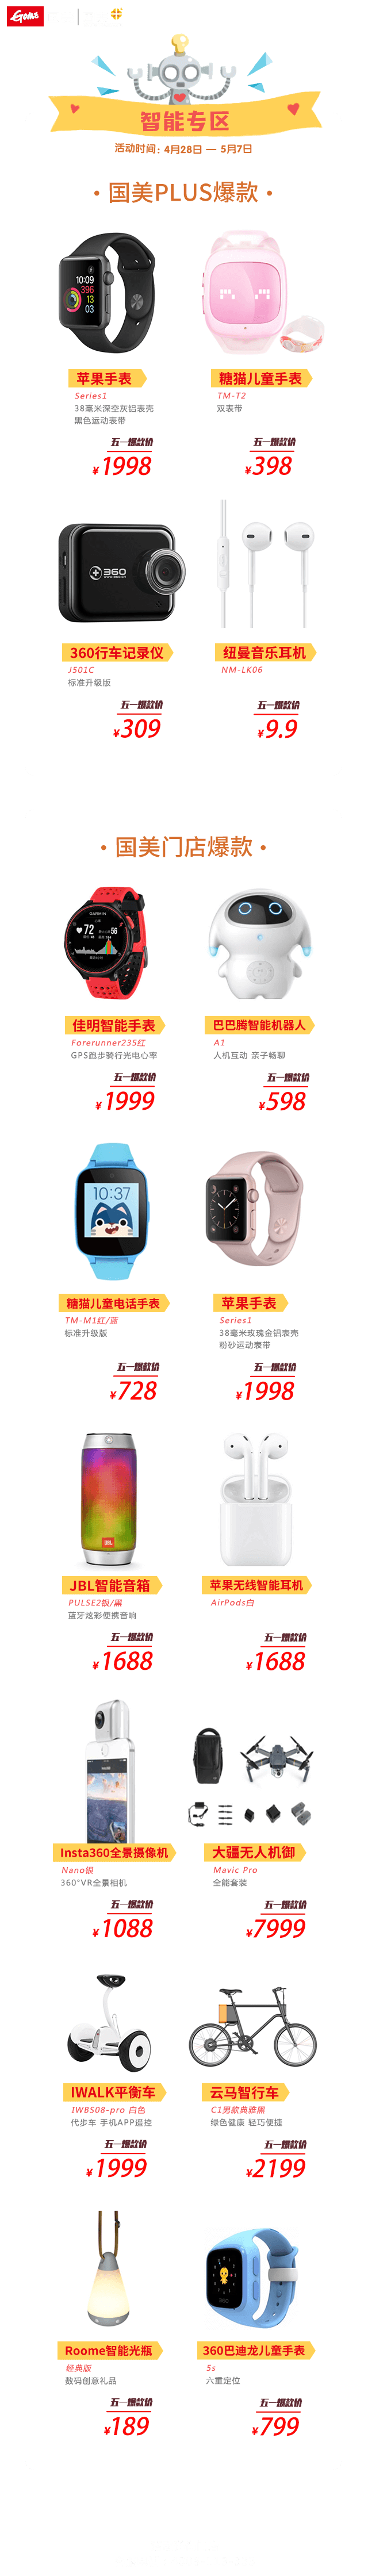 GOME
智能专区
活动时间：4月28日 — 5月7日
· 国美PLUS爆款 ·
10:09
396
13
03
苹果手表
糖猫儿童手表
Series1
TM-T2
38毫米深空灰铝表壳
双表带
黑色运动表带
五一爆款价
五一爆款价
¥1998
¥398
360
360行车记录仪
纽曼音乐耳机
J501C
NM-LK06
标准升级版
五一爆款价
五一爆款价
¥309
¥9.9
· 国美门店爆款 ·
GARMIN
72
56
佳明智能手表
巴巴腾智能机器人
Forerunner235红
A1
GPS跑步骑行光电心率
人机互动 亲子畅聊
五一爆款价
五一爆款价
¥1999
¥598
10:37
糖猫儿童电话手表
苹果手表
TM-M1红/蓝
Series1
标准升级版
38毫米玫瑰金铝表壳
粉砂运动表带
五一爆款价
五一爆款价
¥728
¥1998
JBL
JBL智能音箱
苹果无线智能耳机
PULSE2银/黑
AirPods白
蓝牙炫彩便携音响
五一爆款价
五一爆款价
¥1688
¥1688
Insta360全景摄像机
大疆无人机御
Nano银
Mavic Pro
360°VR全景相机
全能套装
五一爆款价
五一爆款价
¥1088
¥7999
IWALK平衡车
云马智行车
IWB508-pro 白色
C1男款典雅黑
代步车 手机APP遥控
绿色健康 轻巧便捷
五一爆款价
五一爆款价
¥1999
¥2199
Roome智能光瓶
360巴迪龙儿童手表
经典版
5s
数码创意礼品
六重定位
五一爆款价
五一爆款价
¥189
¥799